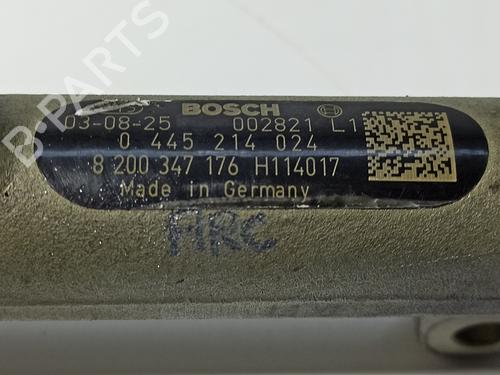 BOSCH
03-08-25 002821 L1
0 445 214 024
8 200 347 176 H114017
Made in Germany
ARC
B-PARTS